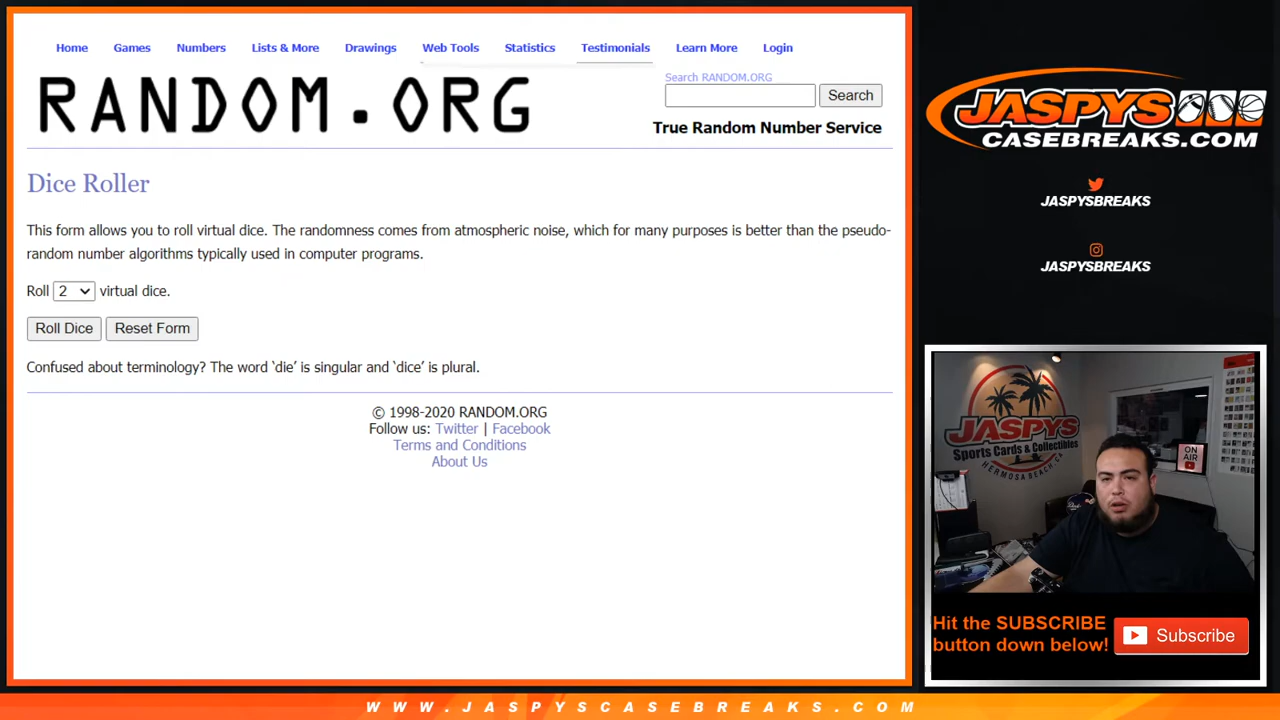 Home Games Numbers Lists & More Drawings Web Tools Statistics Testimonials Learn More Login
RANDOM.ORG
Search RANDOM.ORG
Search
True Random Number Service
Dice Roller
This form allows you to roll virtual dice. The randomness comes from atmospheric noise, which for many purposes is better than the pseudo-
random number algorithms typically used in computer programs.
Roll 2 virtual dice.
Roll Dice Reset Form
Confused about terminology? The word ‘die’ is singular and ‘dice’ is plural.
© 1998-2020 RANDOM.ORG
Follow us: Twitter | Facebook
Terms and Conditions
About Us
JASPYS
CASEBREAKS.COM
JASPYSBREAKS
JASPYSBREAKS
JASPYS
Sports Cards & Collectibles
HERMOSA BEACH, CA
ON
AIR
Hit the SUBSCRIBE
button down below!
Subscribe
WWW.JASPYSCASEBREAKS.COM